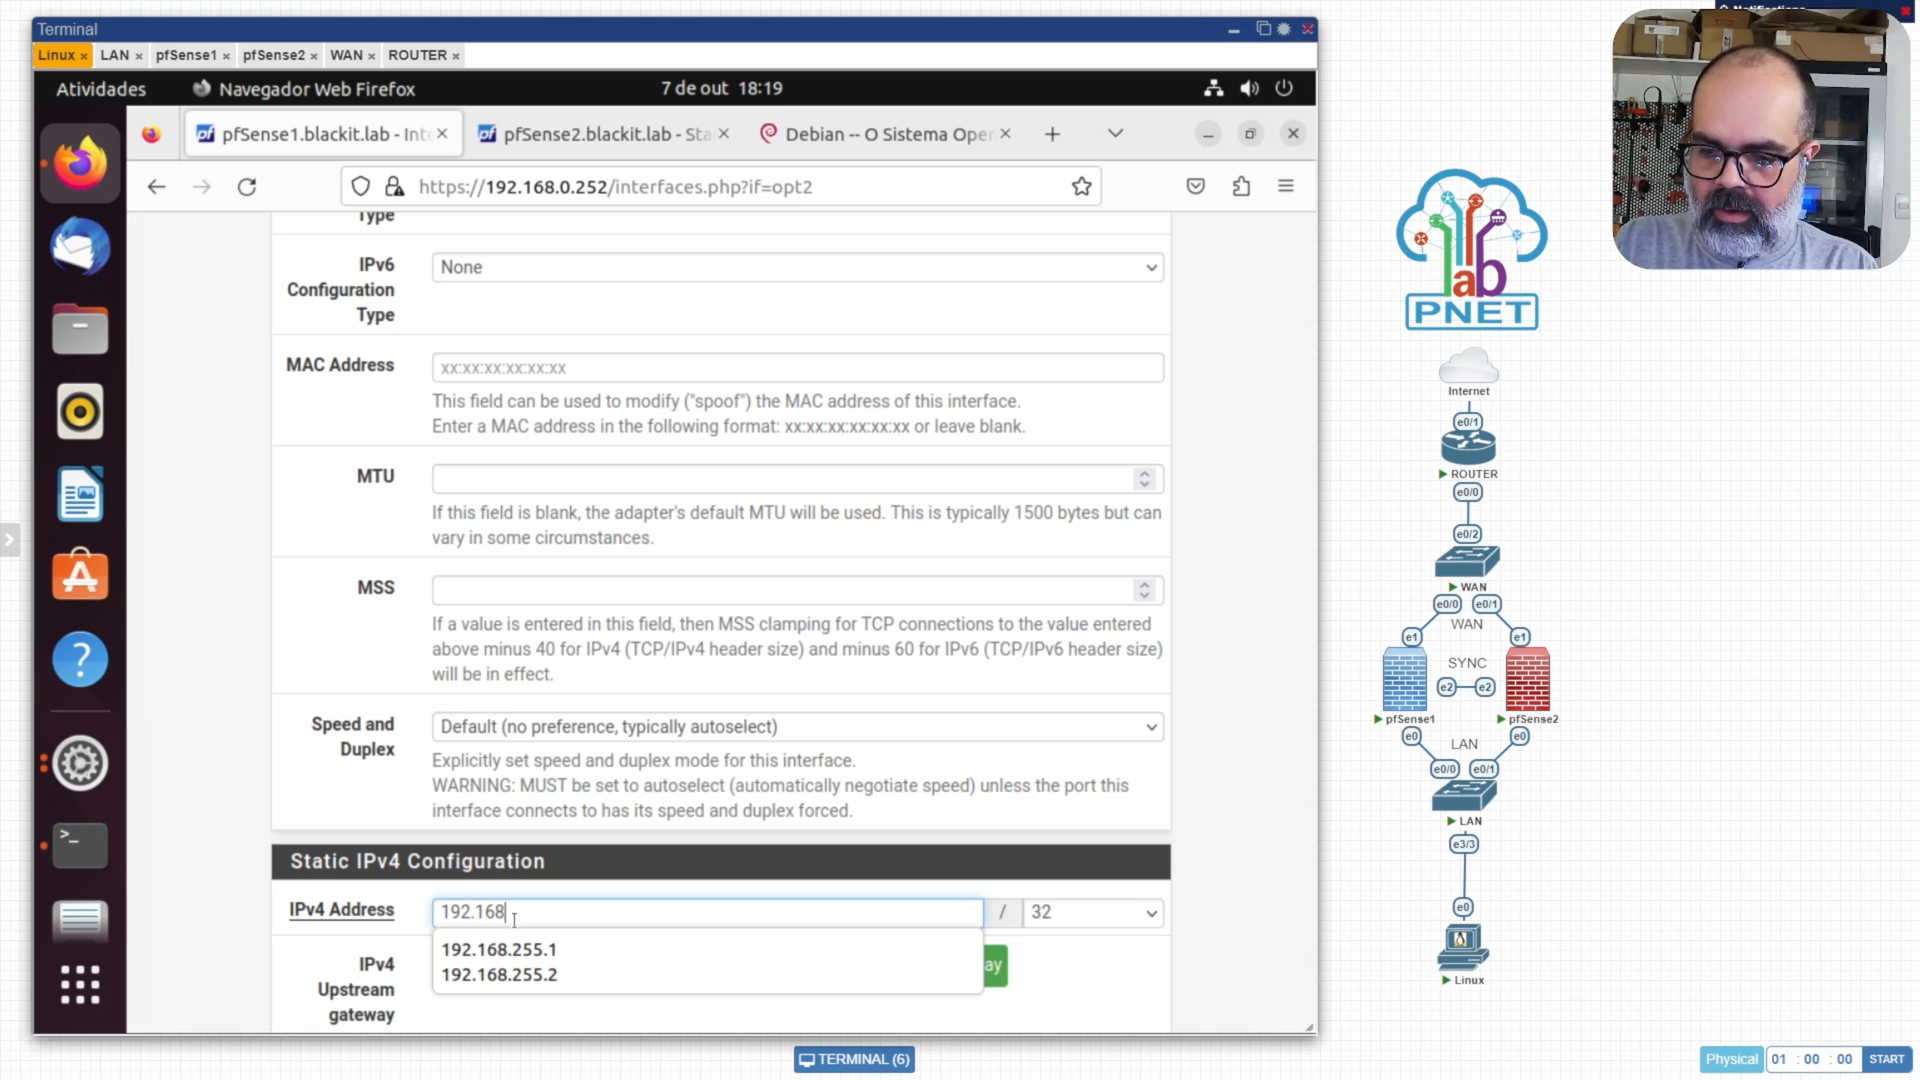 Terminal
Linux × LAN × pfSense1 × pfSense2 × WAN × ROUTER ×
Atividades Navegador Web Firefox 7 de out 18:19
pfSense1.blackit.lab - Inte × pfSense2.blackit.lab - Sta × Debian -- O Sistema Oper ×
https://192.168.0.252/interfaces.php?if=opt2
Type
IPv6
Configuration
Type
None
MAC Address
xx:xx:xx:xx:xx:xx
This field can be used to modify ("spoof") the MAC address of this interface.
Enter a MAC address in the following format: xx:xx:xx:xx:xx:xx or leave blank.
MTU
If this field is blank, the adapter's default MTU will be used. This is typically 1500 bytes but can
vary in some circumstances.
MSS
If a value is entered in this field, then MSS clamping for TCP connections to the value entered
above minus 40 for IPv4 (TCP/IPv4 header size) and minus 60 for IPv6 (TCP/IPv6 header size)
will be in effect.
Speed and
Duplex
Default (no preference, typically autoselect)
Explicitly set speed and duplex mode for this interface.
WARNING: MUST be set to autoselect (automatically negotiate speed) unless the port this
interface connects to has its speed and duplex forced.
Static IPv4 Configuration
IPv4 Address
192.168 / 32
192.168.255.1
192.168.255.2
IPv4
Upstream
gateway
ay
TERMINAL (6)
lab
PNET
Internet
e0/1
ROUTER
e0/0
e0/2
WAN
e0/0 e0/1
WAN
e1 e1
SYNC
e2 e2
pfSense1 pfSense2
e0 e0
LAN
e0/0 e0/1
LAN
e3/3
e0
Linux
Physical 01 : 00 : 00 START